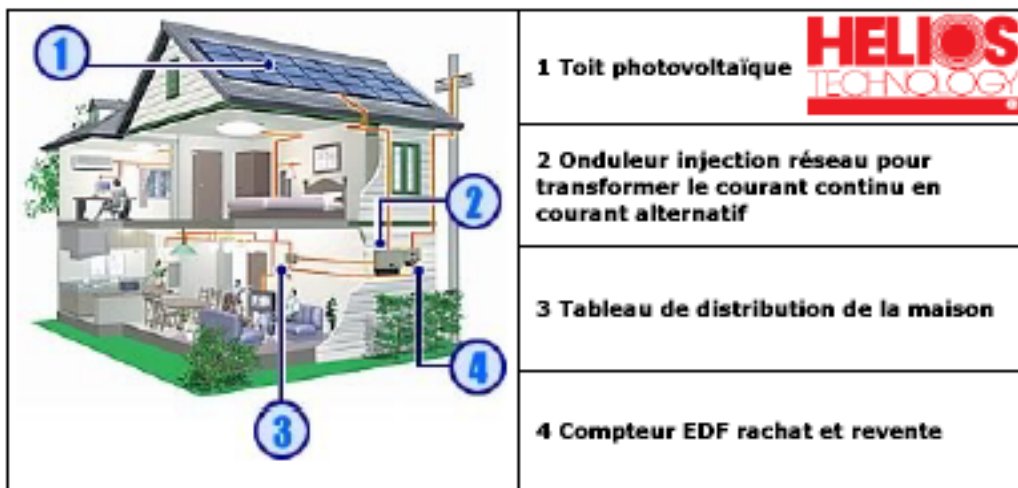 1
2
3
4
1 Toit photovoltaïque
HELIOS
TECHNOLOGY
®
2 Onduleur injection réseau pour
transformer le courant continu en
courant alternatif
3 Tableau de distribution de la maison
4 Compteur EDF rachat et revente